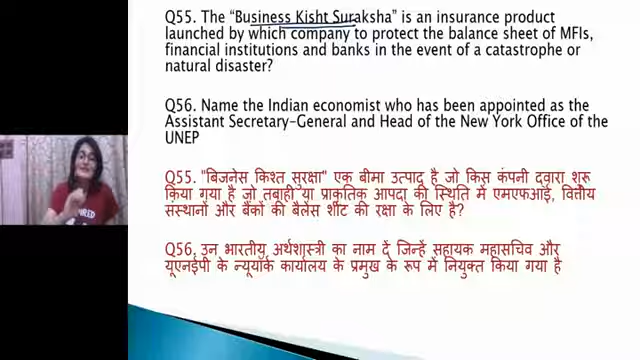 Q55. The “Business Kisht Suraksha” is an insurance product
launched by which company to protect the balance sheet of MFIs,
financial institutions and banks in the event of a catastrophe or
natural disaster?
Q56. Name the Indian economist who has been appointed as the
Assistant Secretary-General and Head of the New York Office of the
UNEP
Q55. "बिजनेस किश्त सुरक्षा" एक बीमा उत्पाद है जो किस कंपनी द्वारा शुरू
किया गया है जो तबाही या प्राकृतिक आपदा की स्थिति में एमएफआई, वित्तीय
संस्थानों और बैंकों की बैलेंस शीट की रक्षा के लिए है?
Q56. उन भारतीय अर्थशास्त्री का नाम दें जिन्हें सहायक महासचिव और
यूएनईपी के न्यूयॉर्क कार्यालय के प्रमुख के रूप में नियुक्त किया गया है